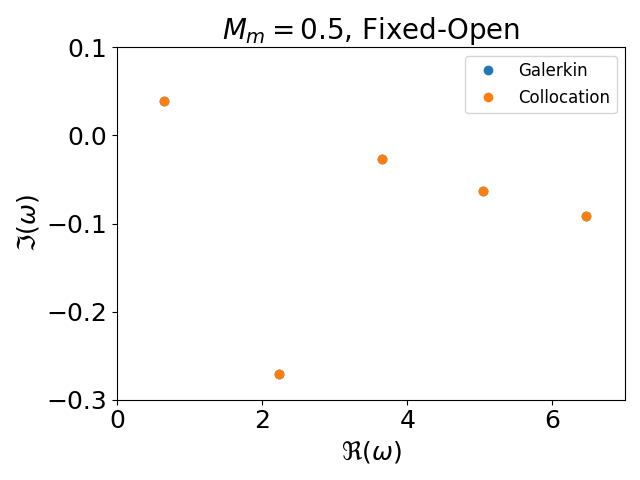 M_m = 0.5, Fixed-Open
Galerkin
Collocation
0.1
0.0
−0.1
−0.2
−0.3
ℑ(ω)
0 2 4 6
ℜ(ω)